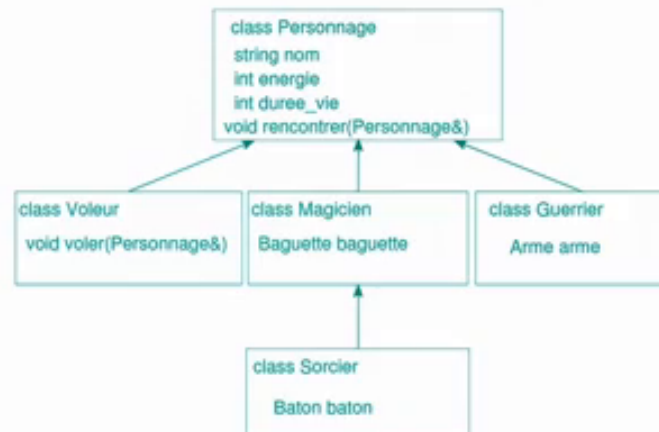 class Personnage
string nom
int energie
int duree_vie
void rencontrer(Personnage&)
class Voleur
void voler(Personnage&)
class Magicien
Baguette baguette
class Guerrier
Arme arme
class Sorcier
Baton baton